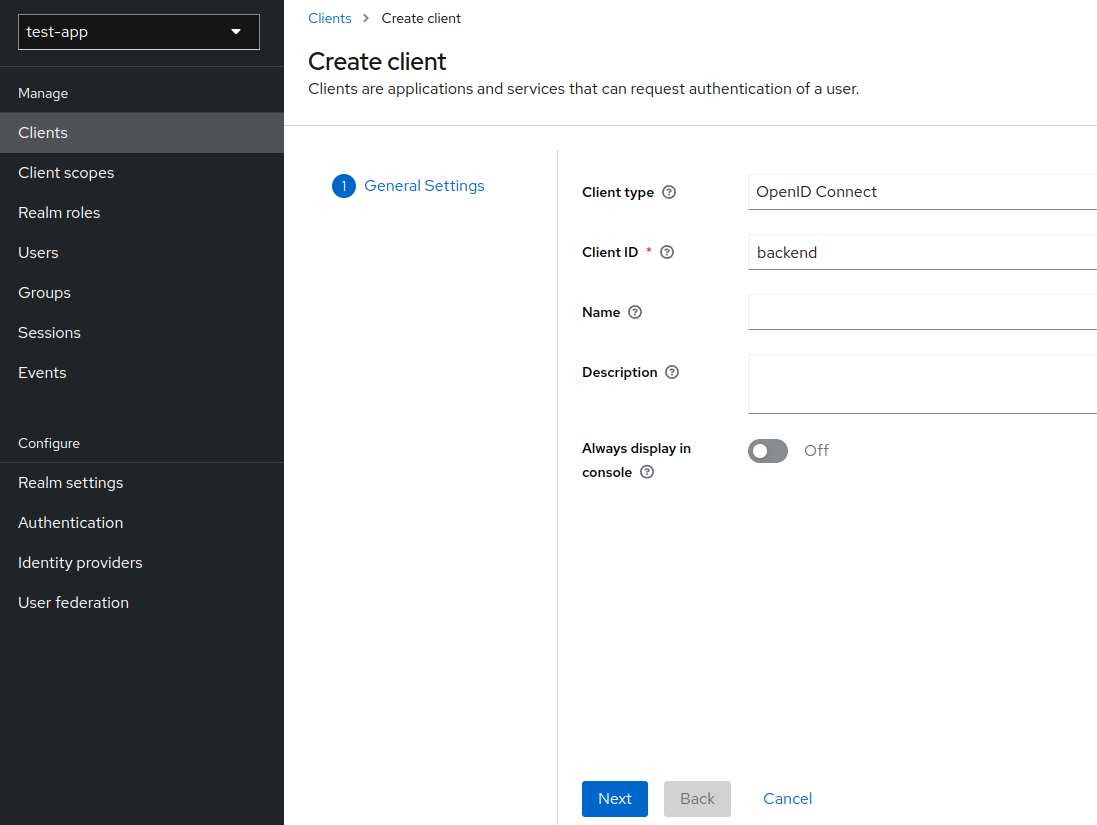 test-app
Manage
Clients
Client scopes
Realm roles
Users
Groups
Sessions
Events
Configure
Realm settings
Authentication
Identity providers
User federation
Clients > Create client
Create client
Clients are applications and services that can request authentication of a user.
1 General Settings
Client type ?
OpenID Connect
Client ID * ?
backend
Name ?
Description ?
Always display in
console ?
Off
Next Back Cancel